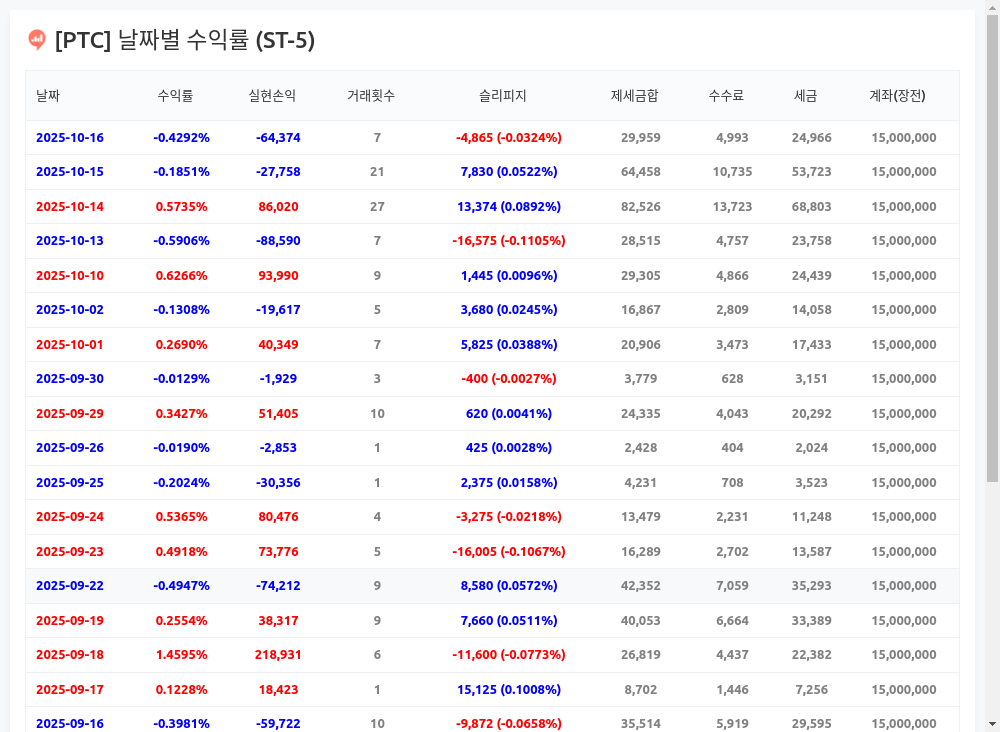 [PTC] 날짜별 수익률 (ST-5)
날짜 수익률 실현손익 거래횟수 슬리피지 제세금합 수수료 세금 계좌(장전)
2025-10-16 -0.4292% -64,374 7 -4,865 (-0.0324%) 29,959 4,993 24,966 15,000,000
2025-10-15 -0.1851% -27,758 21 7,830 (0.0522%) 64,458 10,735 53,723 15,000,000
2025-10-14 0.5735% 86,020 27 13,374 (0.0892%) 82,526 13,723 68,803 15,000,000
2025-10-13 -0.5906% -88,590 7 -16,575 (-0.1105%) 28,515 4,757 23,758 15,000,000
2025-10-10 0.6266% 93,990 9 1,445 (0.0096%) 29,305 4,866 24,439 15,000,000
2025-10-02 -0.1308% -19,617 5 3,680 (0.0245%) 16,867 2,809 14,058 15,000,000
2025-10-01 0.2690% 40,349 7 5,825 (0.0388%) 20,906 3,473 17,433 15,000,000
2025-09-30 -0.0129% -1,929 3 -400 (-0.0027%) 3,779 628 3,151 15,000,000
2025-09-29 0.3427% 51,405 10 620 (0.0041%) 24,335 4,043 20,292 15,000,000
2025-09-26 -0.0190% -2,853 1 425 (0.0028%) 2,428 404 2,024 15,000,000
2025-09-25 -0.2024% -30,356 1 2,375 (0.0158%) 4,231 708 3,523 15,000,000
2025-09-24 0.5365% 80,476 4 -3,275 (-0.0218%) 13,479 2,231 11,248 15,000,000
2025-09-23 0.4918% 73,776 5 -16,005 (-0.1067%) 16,289 2,702 13,587 15,000,000
2025-09-22 -0.4947% -74,212 9 8,580 (0.0572%) 42,352 7,059 35,293 15,000,000
2025-09-19 0.2554% 38,317 9 7,660 (0.0511%) 40,053 6,664 33,389 15,000,000
2025-09-18 1.4595% 218,931 6 -11,600 (-0.0773%) 26,819 4,437 22,382 15,000,000
2025-09-17 0.1228% 18,423 1 15,125 (0.1008%) 8,702 1,446 7,256 15,000,000
2025-09-16 -0.3981% -59,722 10 -9,872 (-0.0658%) 35,514 5,919 29,595 15,000,000